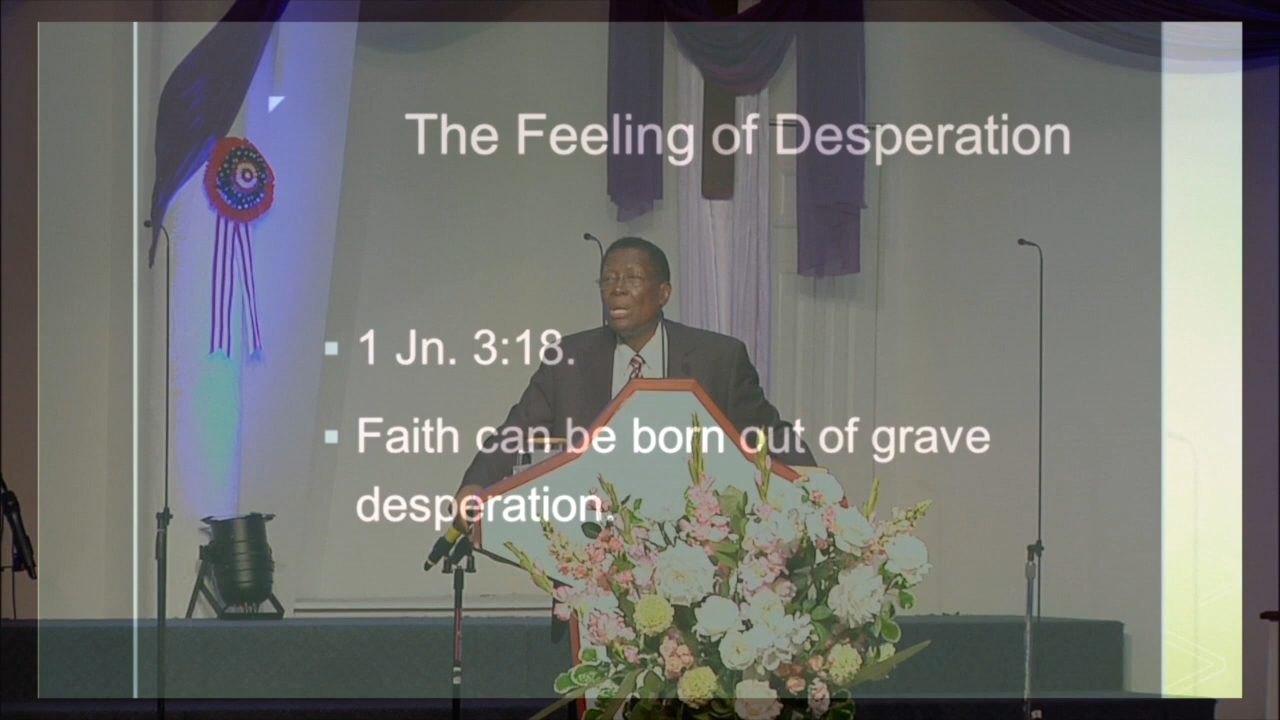 The Feeling of Desperation
1 Jn. 3:18.
Faith can be born out of grave
desperation.